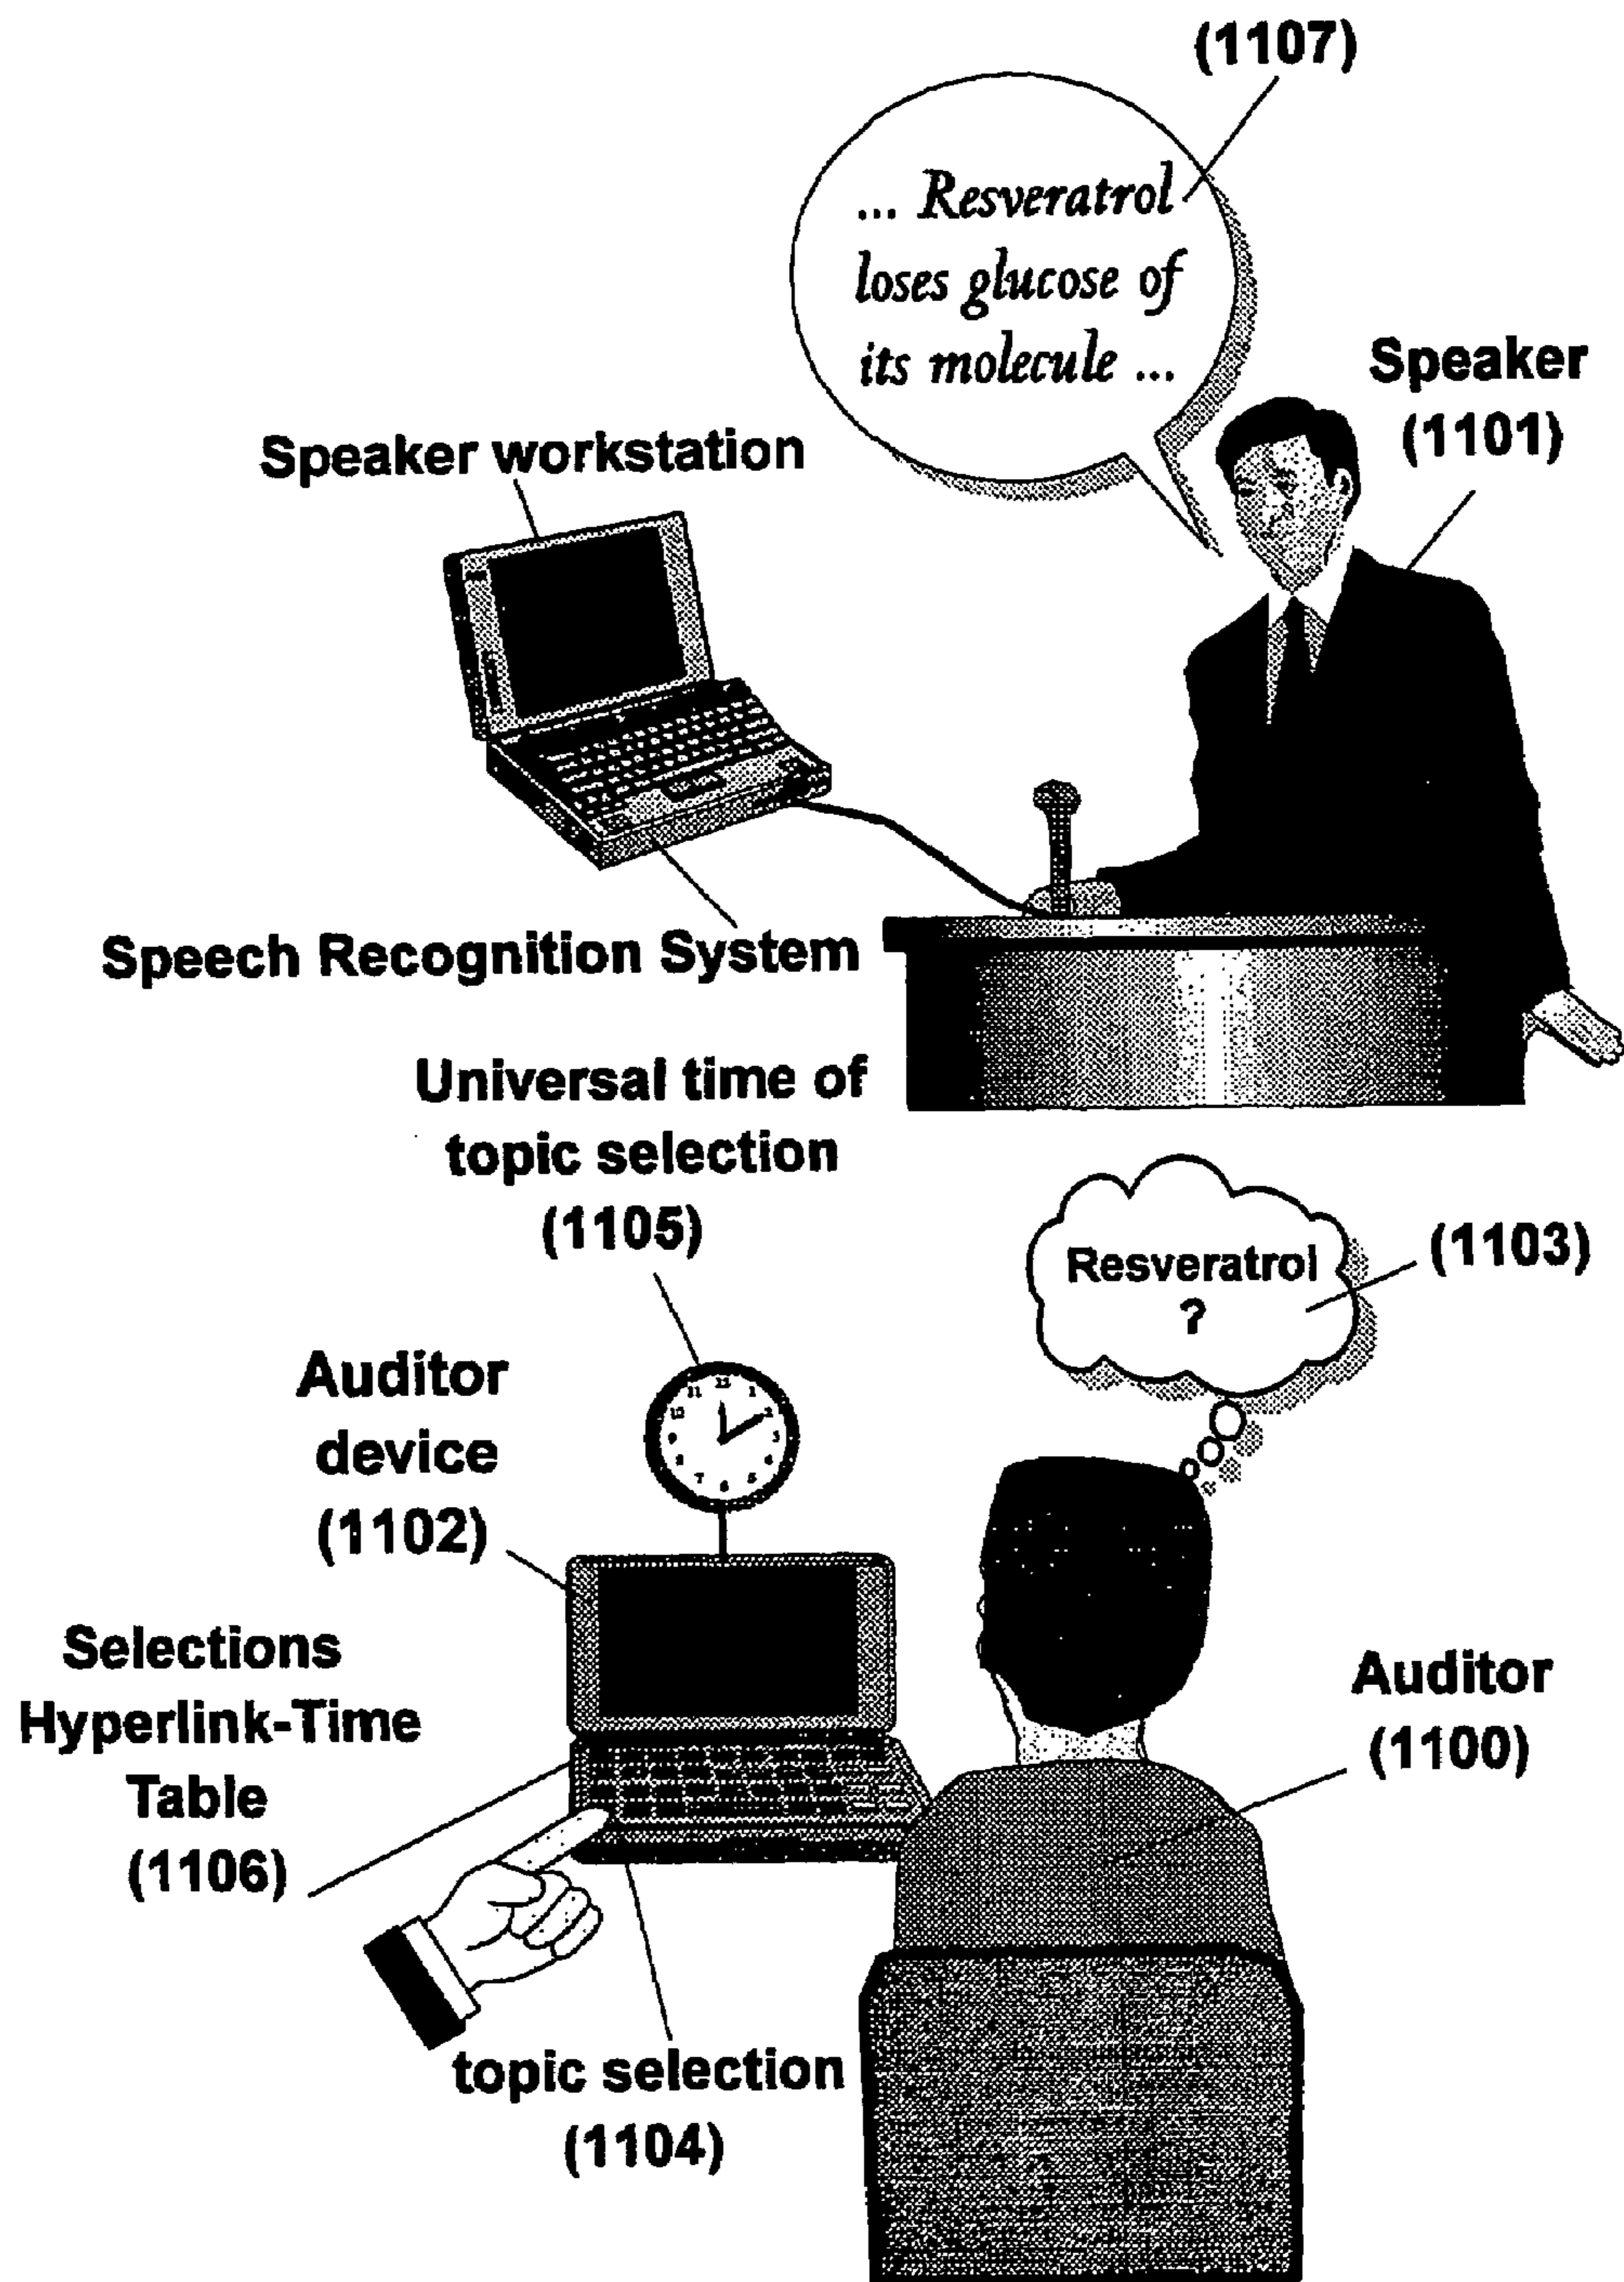 (1107)
... Resveratrol
loses glucose of
its molecule ...
Speaker
(1101)
Speaker workstation
Speech Recognition System
Universal time of
topic selection
(1105)
Resveratrol
?
(1103)
Auditor
device
(1102)
Selections
Hyperlink-Time
Table
(1106)
Auditor
(1100)
topic selection
(1104)